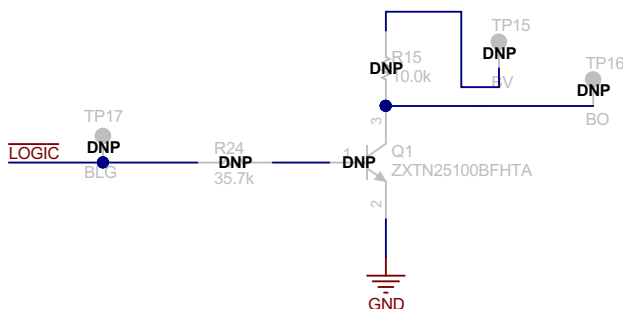 TP15
R15
DNP
DNP
10.0k
BV
TP16
DNP
BO
3
TP17
DNP
LOGIC
BLG
R24
DNP
35.7k
1
DNP
Q1
ZXTN25100BFHTA
2
GND